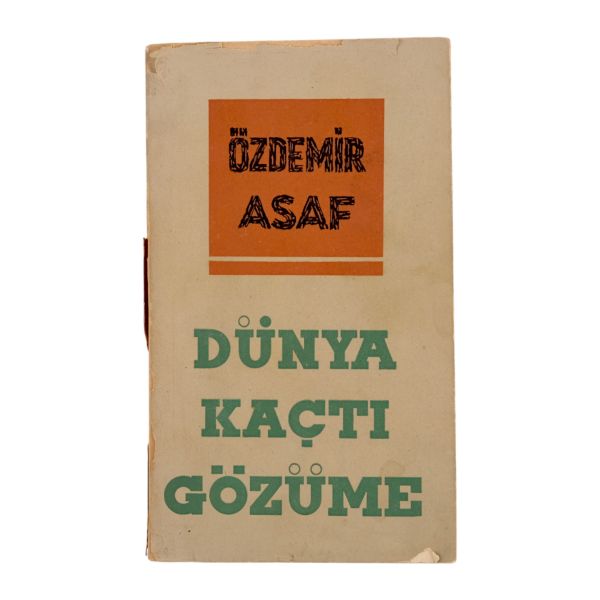 ÖZDEMİR
ASAF
DÜNYA
KAÇTI
GÖZÜME